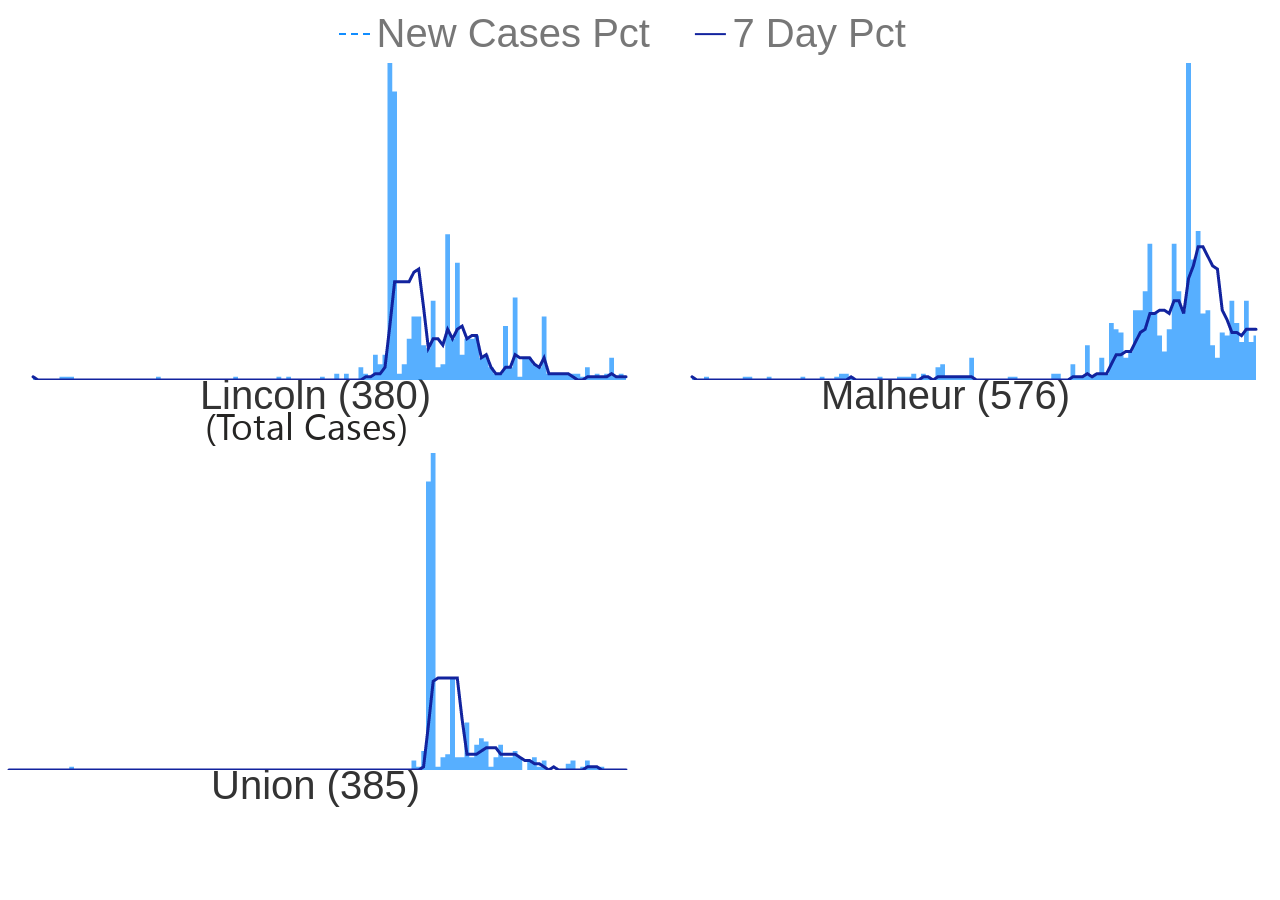 New Cases Pct 7 Day Pct
Lincoln (380) Malheur (576)
(Total Cases)
Union (385)